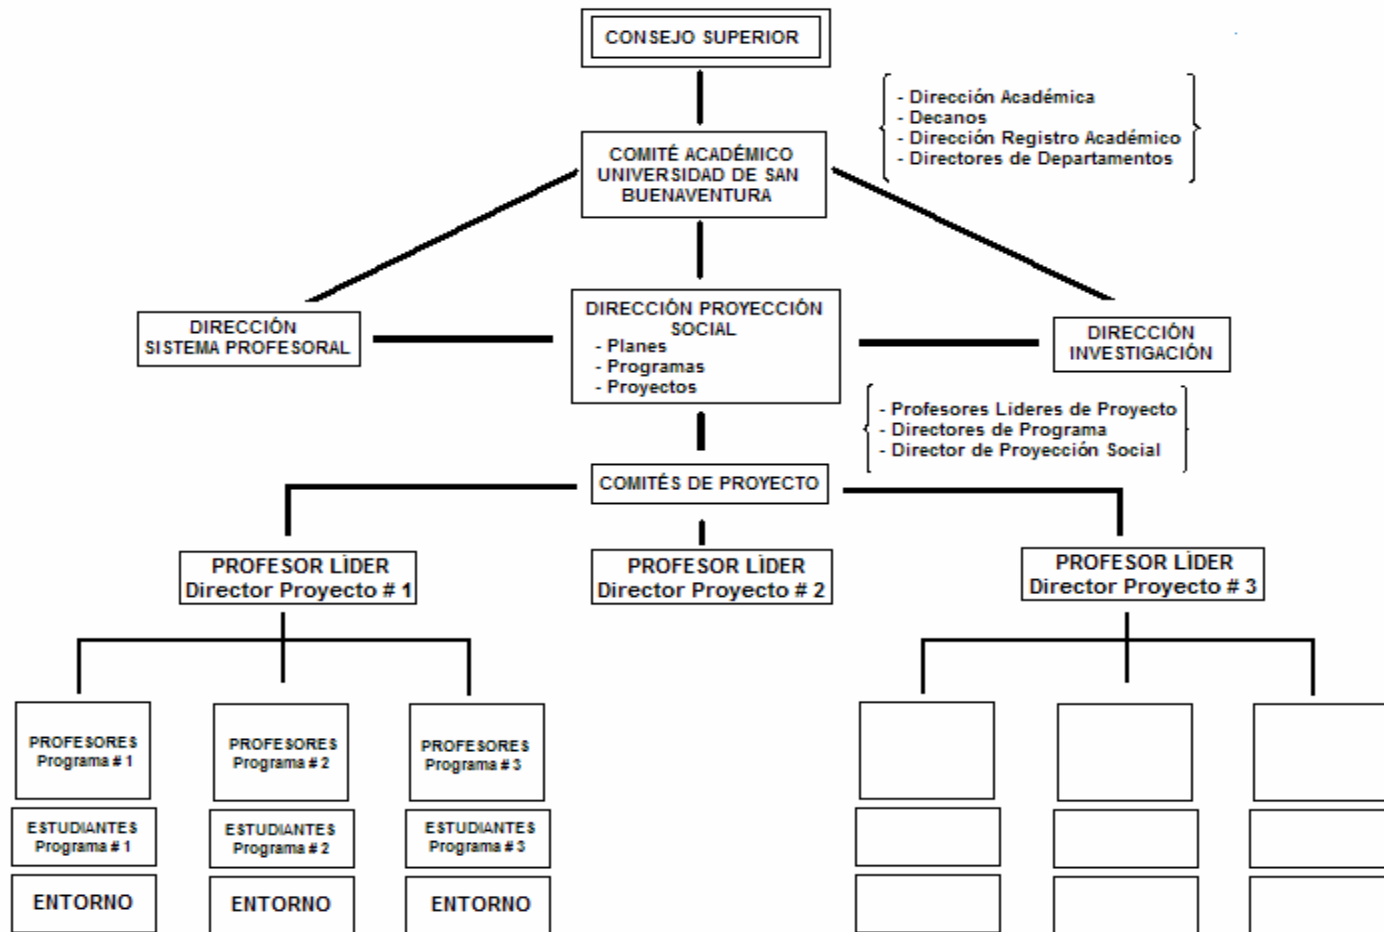 CONSEJO SUPERIOR
- Dirección Académica
- Decanos
- Dirección Registro Académico
- Directores de Departamentos
COMITÉ ACADÉMICO
UNIVERSIDAD DE SAN
BUENAVENTURA
DIRECCIÓN
SISTEMA PROFESORAL
DIRECCIÓN PROYECCIÓN
SOCIAL
- Planes
- Programas
- Proyectos
DIRECCIÓN
INVESTIGACIÓN
- Profesores Líderes de Proyecto
- Directores de Programa
- Director de Proyección Social
COMITÉS DE PROYECTO
PROFESOR LÍDER
Director Proyecto # 1
PROFESOR LÍDER
Director Proyecto # 2
PROFESOR LÍDER
Director Proyecto # 3
PROFESORES
Programa # 1
PROFESORES
Programa # 2
PROFESORES
Programa # 3
ESTUDIANTES
Programa # 1
ESTUDIANTES
Programa # 2
ESTUDIANTES
Programa # 3
ENTORNO
ENTORNO
ENTORNO